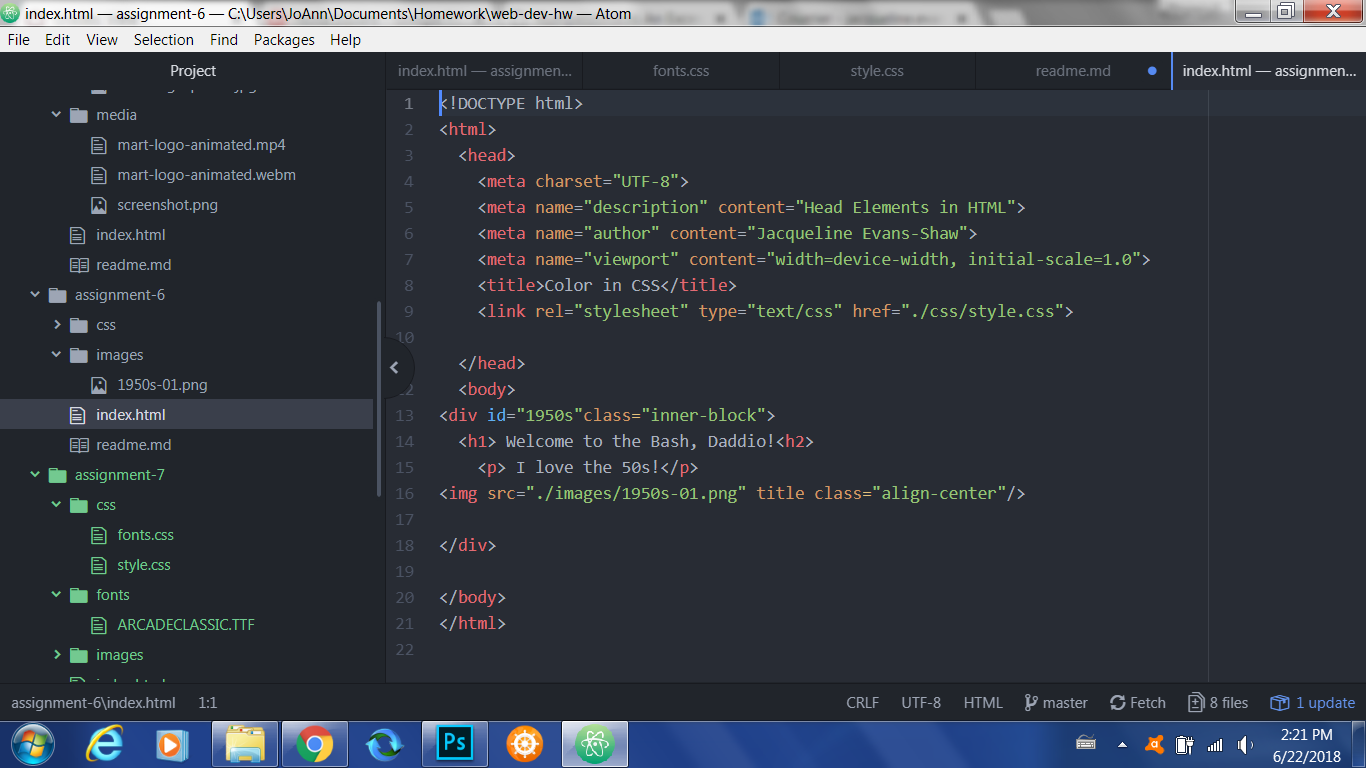 index.html — assignment-6 — C:\Users\JoAnn\Documents\Homework\web-dev-hw — Atom
File Edit View Selection Find Packages Help
Project
media
mart-logo-animated.mp4
mart-logo-animated.webm
screenshot.png
index.html
readme.md
assignment-6
css
images
1950s-01.png
index.html
readme.md
assignment-7
css
fonts.css
style.css
fonts
ARCADECLASSIC.TTF
images
index.html — assignmen... fonts.css style.css readme.md index.html — assignmen...
1 <!DOCTYPE html>
2 <html>
3 <head>
4 <meta charset="UTF-8">
5 <meta name="description" content="Head Elements in HTML">
6 <meta name="author" content="Jacqueline Evans-Shaw">
7 <meta name="viewport" content="width=device-width, initial-scale=1.0">
8 <title>Color in CSS</title>
9 <link rel="stylesheet" type="text/css" href="./css/style.css">
10
</head>
12 <body>
13 <div id="1950s"class="inner-block">
14 <h1> Welcome to the Bash, Daddio!<h2>
15 <p> I love the 50s!</p>
16 <img src="./images/1950s-01.png" title class="align-center"/>
17
18 </div>
19
20 </body>
21 </html>
22
assignment-6\index.html 1:1 CRLF UTF-8 HTML master Fetch 8 files 1 update
Ps
2:21 PM
6/22/2018